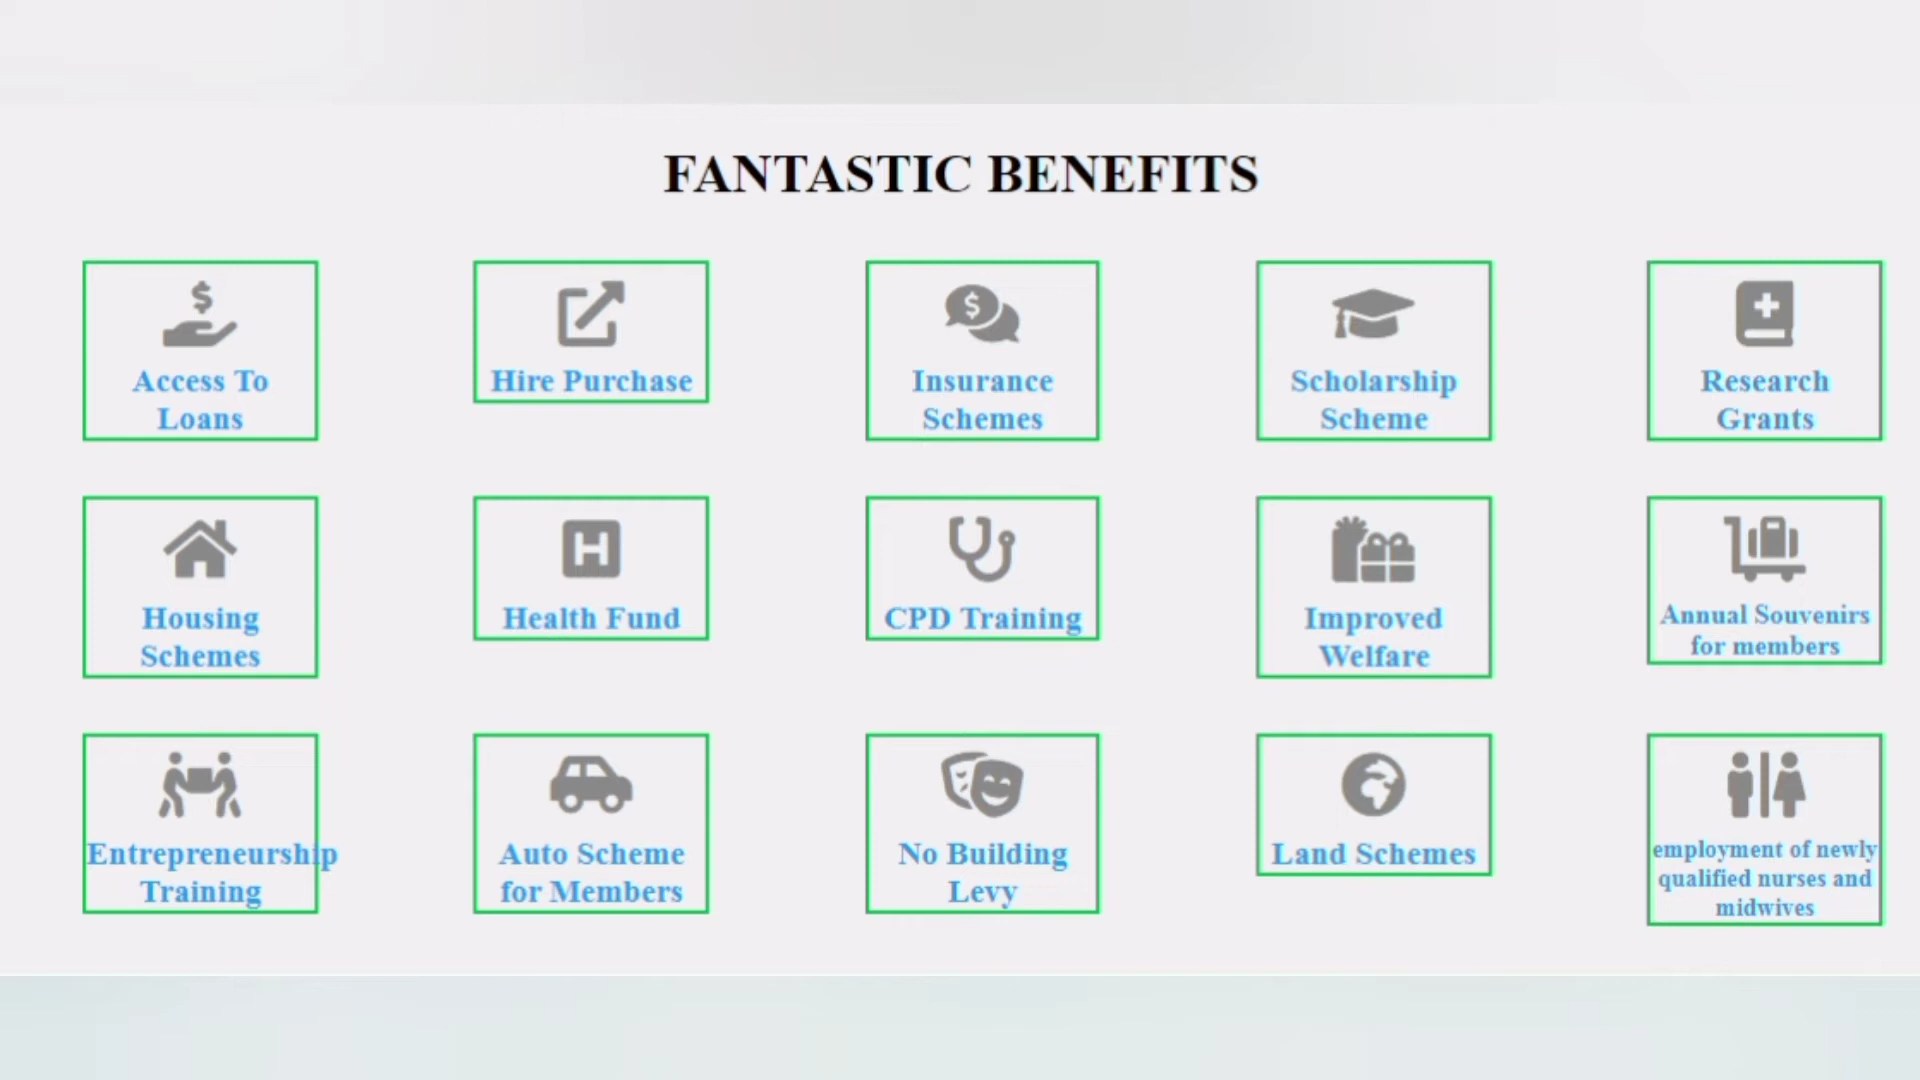 FANTASTIC BENEFITS
Access To
Loans
Hire Purchase
Insurance
Schemes
Scholarship
Scheme
Research
Grants
Housing
Schemes
Health Fund
CPD Training
Improved
Welfare
Annual Souvenirs
for members
Entrepreneurship
Training
Auto Scheme
for Members
No Building
Levy
Land Schemes
employment of newly
qualified nurses and
midwives